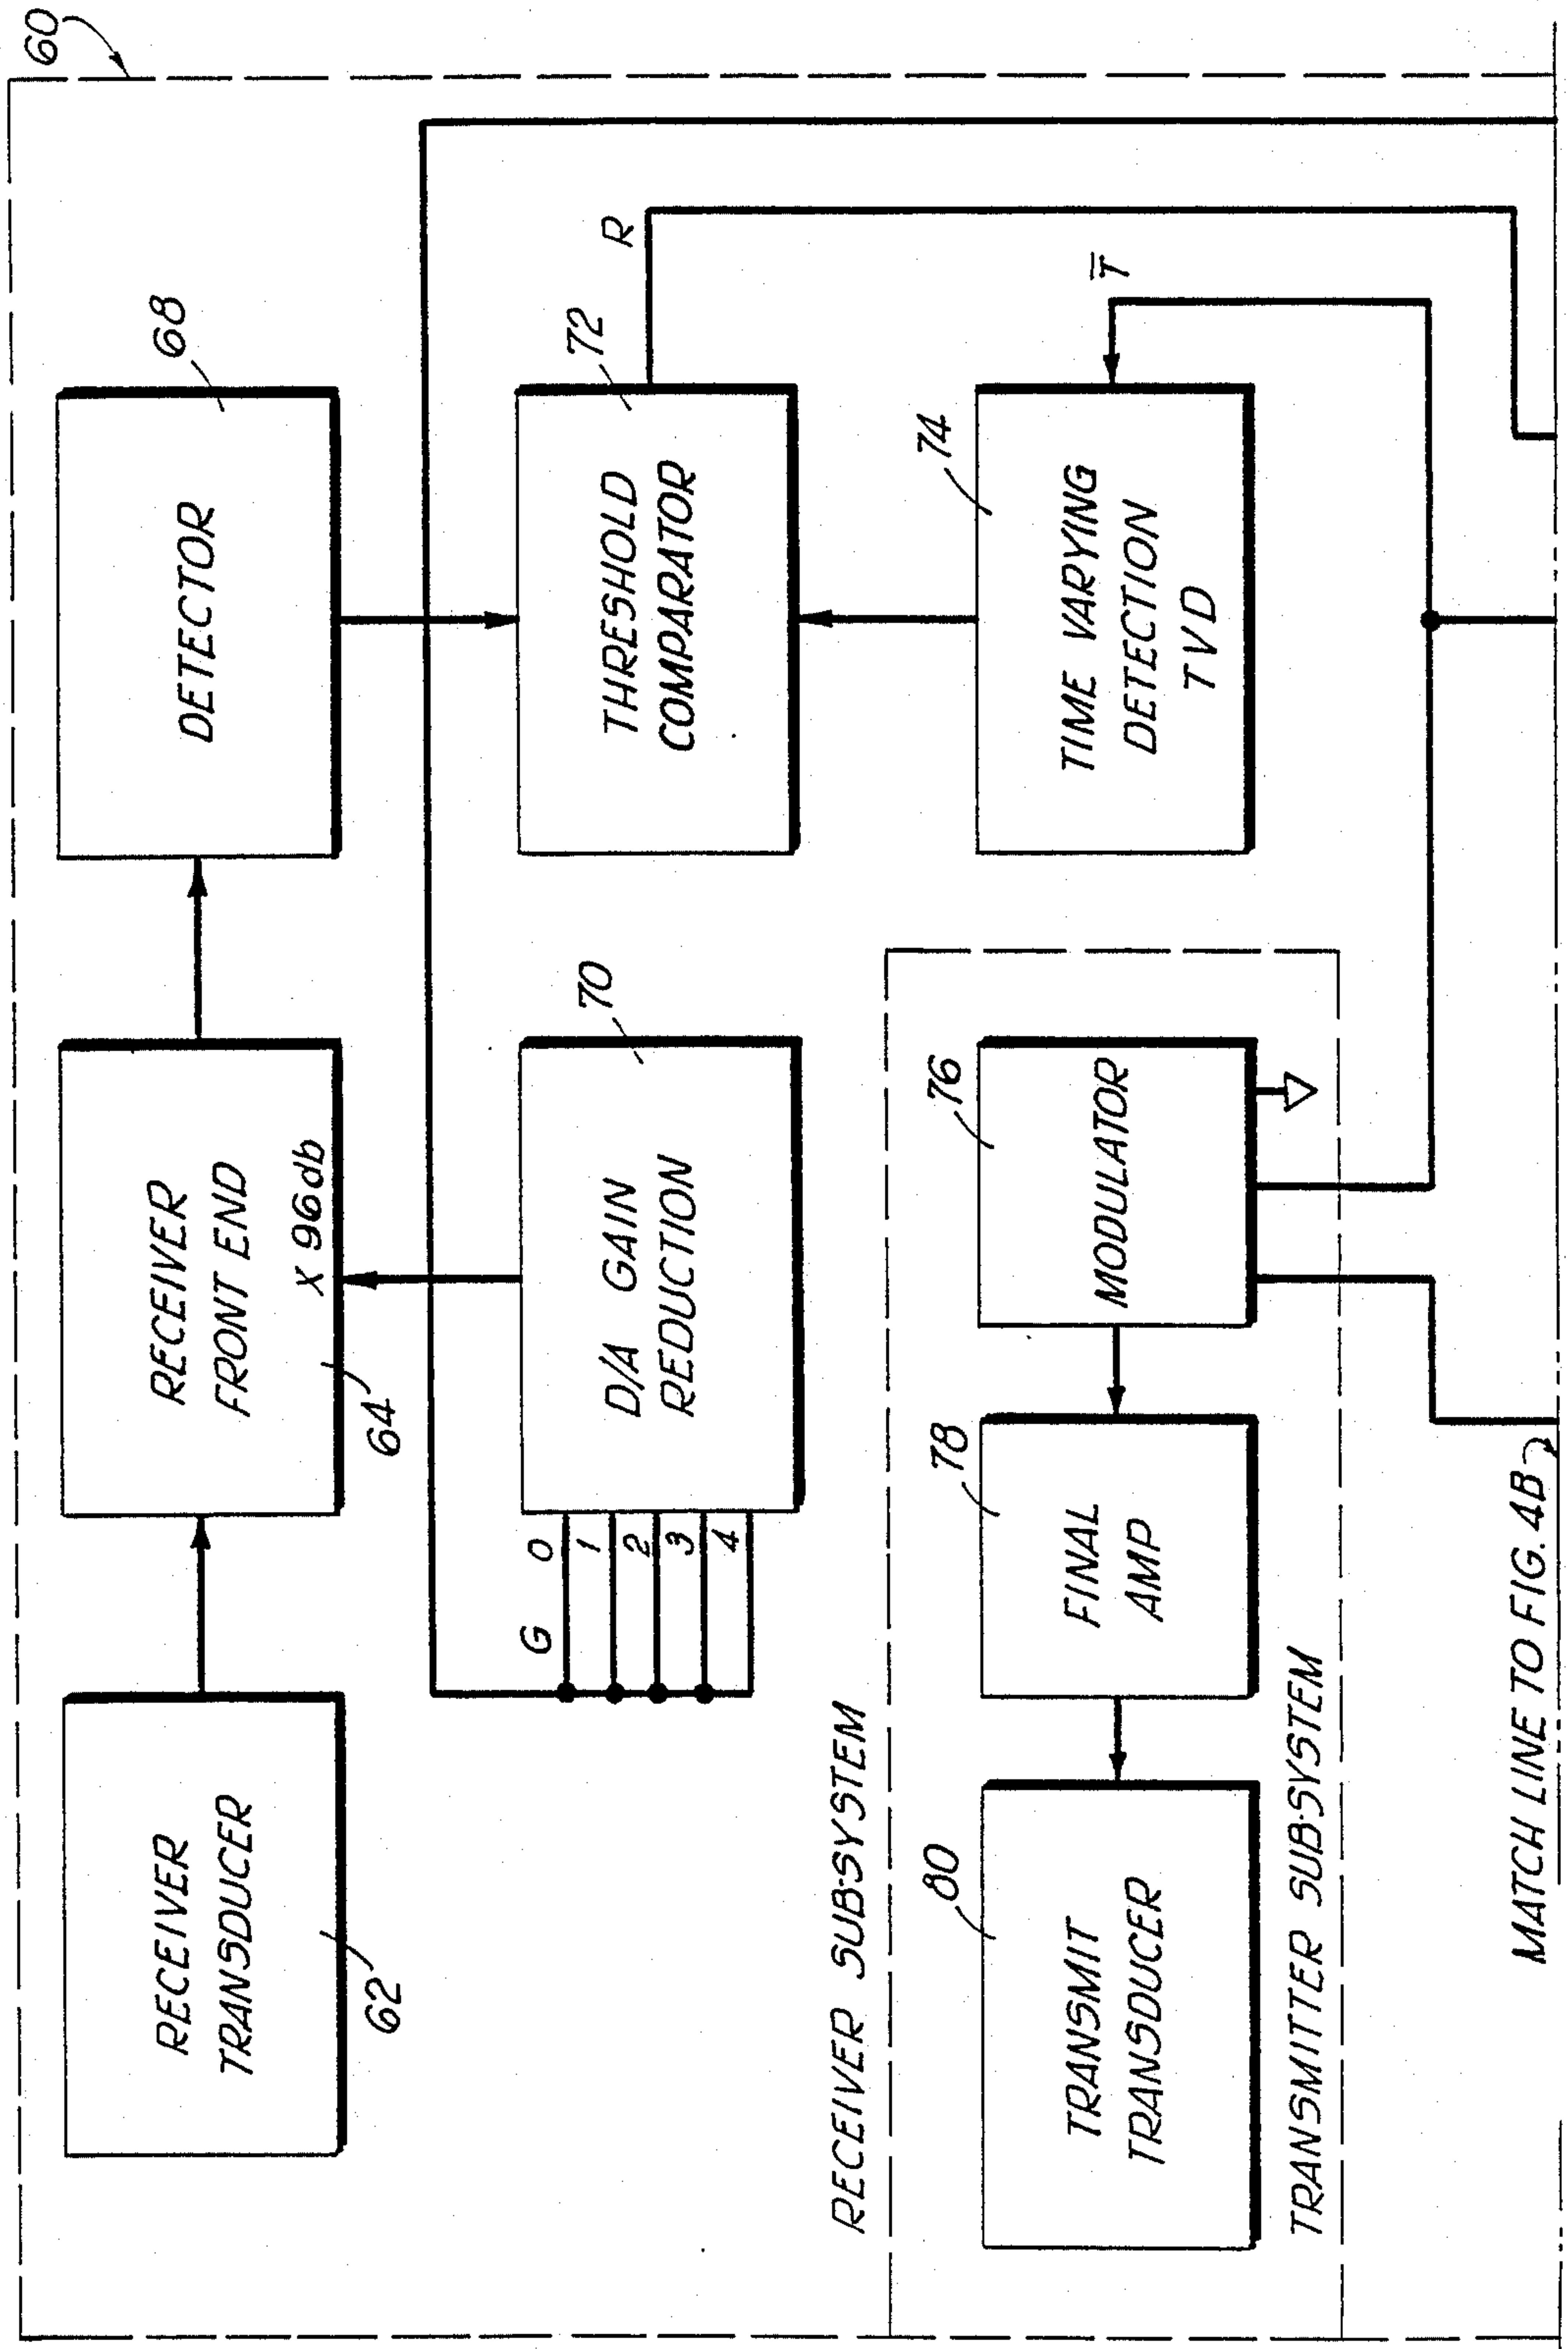 60
RECEIVER
TRANSDUCER
62
RECEIVER
FRONT END
X 96db
64
DETECTOR
68
G 0
1
2
3
4
D/A GAIN
REDUCTION
70
THRESHOLD
COMPARATOR
72
R
RECEIVER SUB-SYSTEM
TRANSMIT
TRANSDUCER
80
FINAL
AMP
78
MODULATOR
76
TIME VARYING
DETECTION
TVD
74
T̅
TRANSMITTER SUB-SYSTEM
MATCH LINE TO FIG. 4B